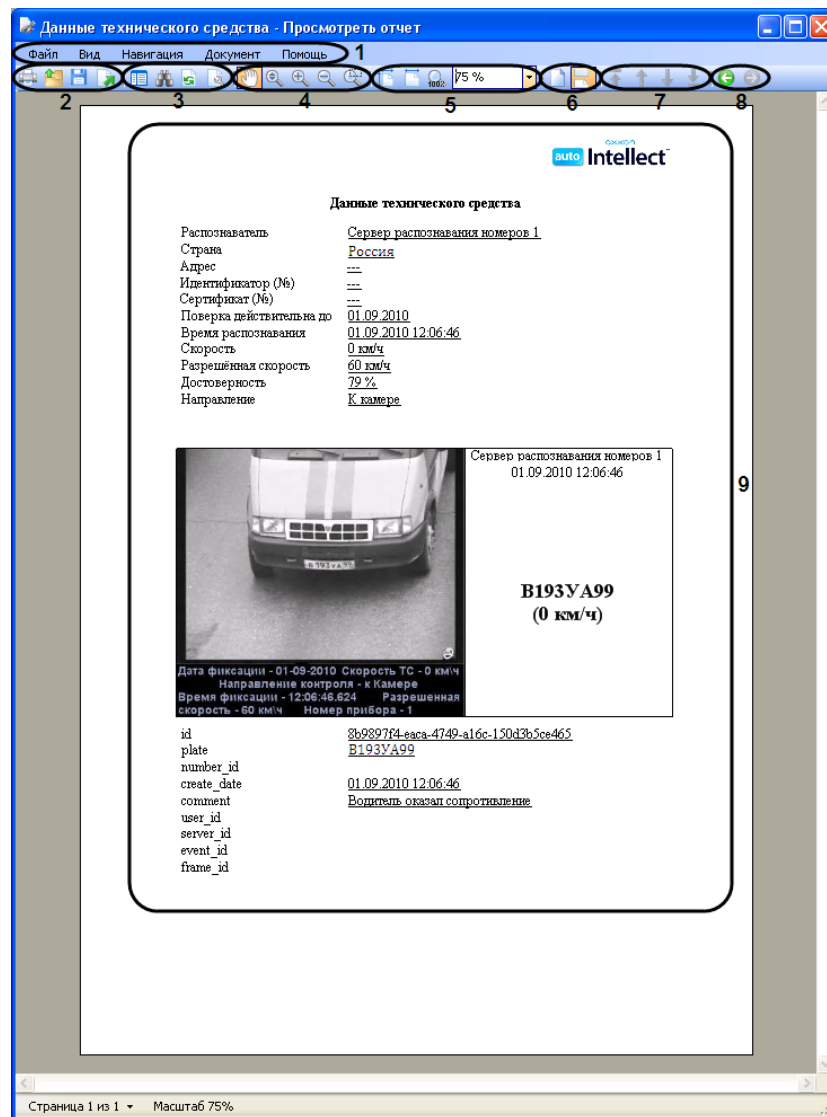 Данные технического средства - Просмотреть отчет
Файл Вид Навигация Документ Помощь 1
100% 75 %
2 3 4 5 6 7 8
axxon
auto Intellect
Данные технического средства
Распознаватель Сервер распознавания номеров 1
Страна Россия
Адрес ---
Идентификатор (№) ---
Сертификат (№) ---
Поверка действительна до 01.09.2010
Время распознавания 01.09.2010 12:06:46
Скорость 0 км/ч
Разрешённая скорость 60 км/ч
Достоверность 79 %
Направление К камере
Сервер распознавания номеров 1
01.09.2010 12:06:46
9
В193УА99
(0 км/ч)
в 193 уа 99
Дата фиксации - 01-09-2010 Скорость ТС - 0 км\ч
Направление контроля - к Камере
Время фиксации - 12:06:46.624 Разрешенная
скорость - 60 км\ч Номер прибора - 1
id 8b9897f4-eaca-4749-a16c-150d3b5ce465
plate В193УА99
number_id
create_date 01.09.2010 12:06:46
comment Водитель оказал сопротивление
user_id
server_id
event_id
frame_id
Страница 1 из 1 Масштаб 75%